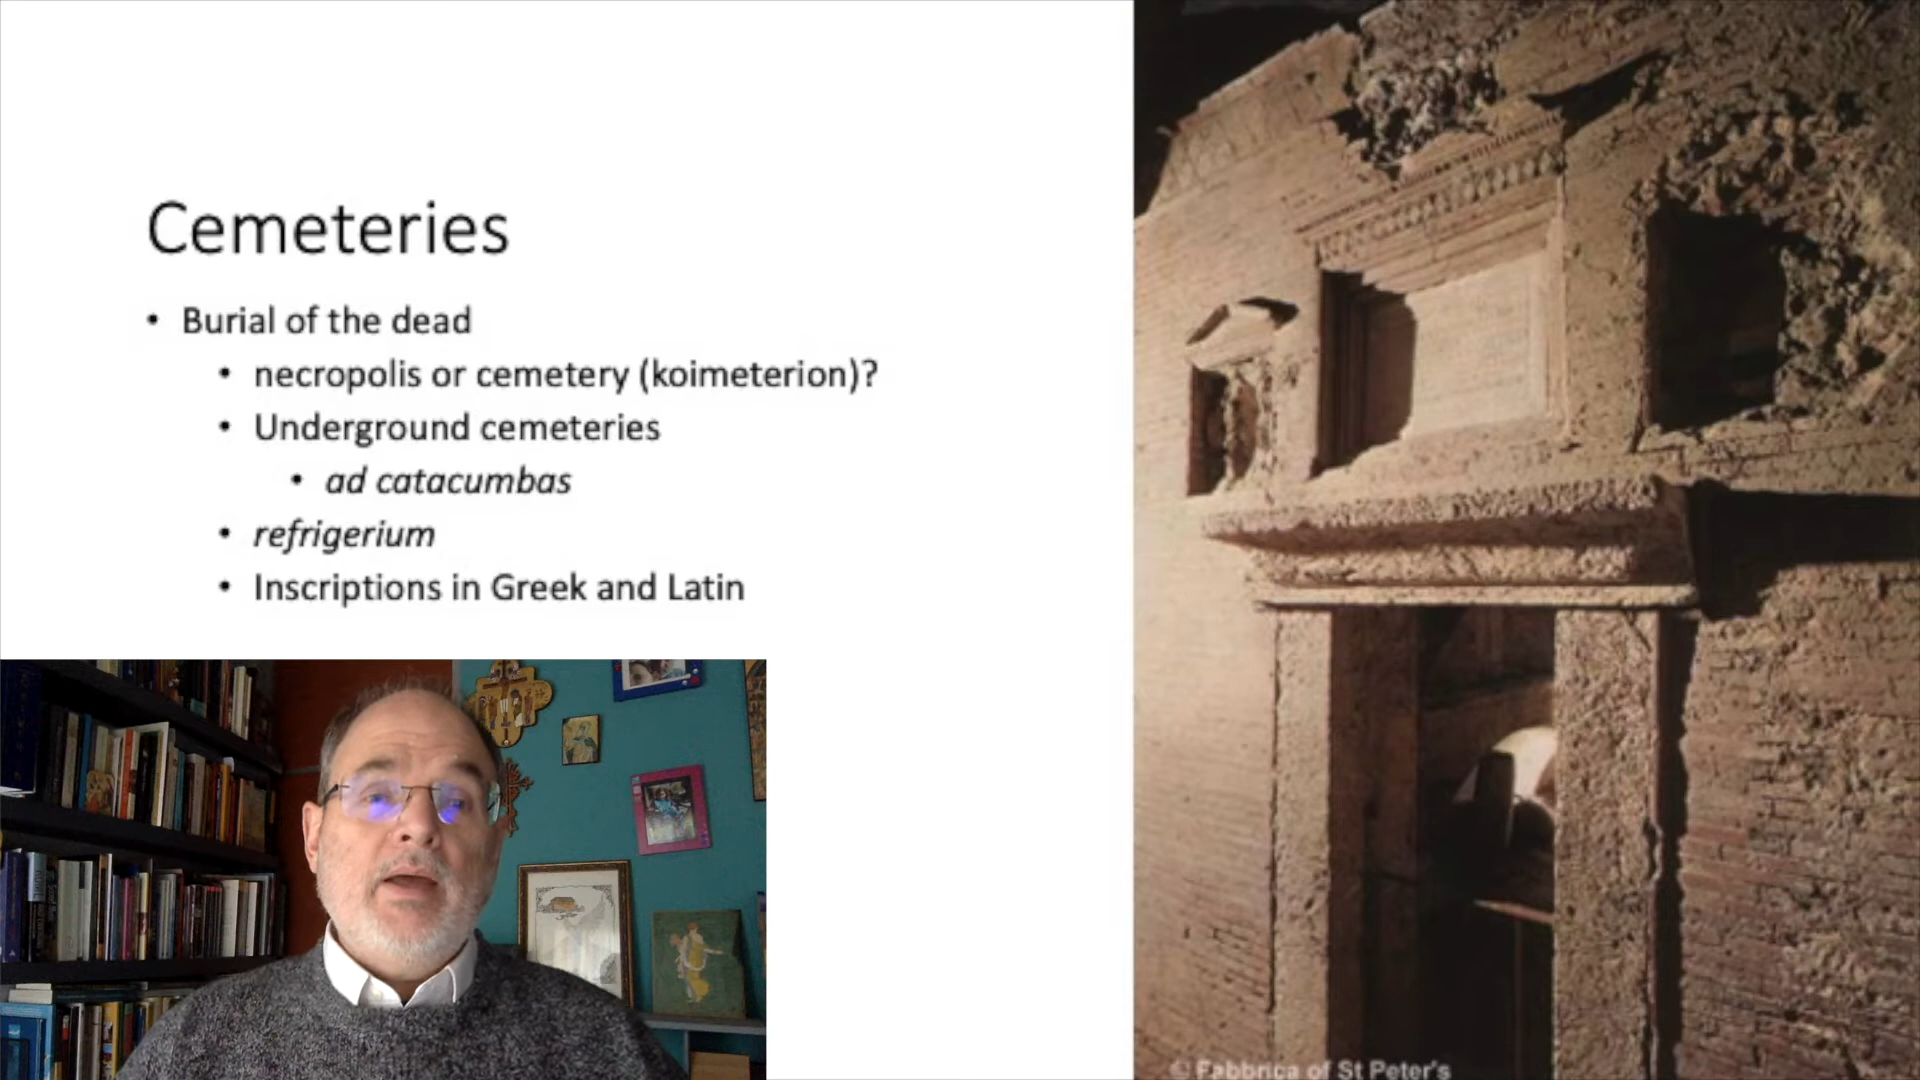 Cemeteries
• Burial of the dead
• necropolis or cemetery (koimeterion)?
• Underground cemeteries
• ad catacumbas
• refrigerium
• Inscriptions in Greek and Latin
© Fabbrica of St Peter's